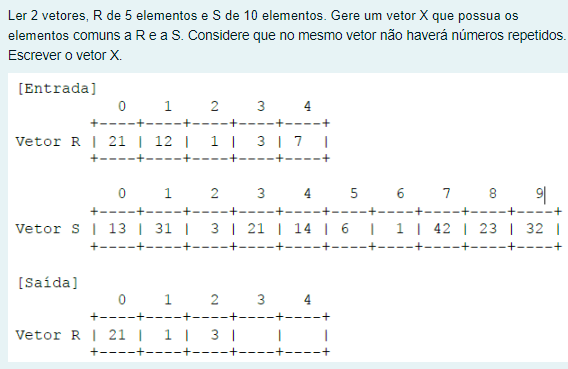 Ler 2 vetores, R de 5 elementos e S de 10 elementos. Gere um vetor X que possua os
elementos comuns a R e a S. Considere que no mesmo vetor não haverá números repetidos.
Escrever o vetor X.
[Entrada]
0 1 2 3 4
+----+----+----+----+----+
Vetor R | 21 | 12 | 1 | 3 | 7 |
+----+----+----+----+----+
0 1 2 3 4 5 6 7 8 9
+----+----+----+----+----+----+----+----+----+----+
Vetor S | 13 | 31 | 3 | 21 | 14 | 6 | 1 | 42 | 23 | 32 |
+----+----+----+----+----+----+----+----+----+----+
[Saída]
0 1 2 3 4
+----+----+----+----+----+
Vetor R | 21 | 1 | 3 | | |
+----+----+----+----+----+